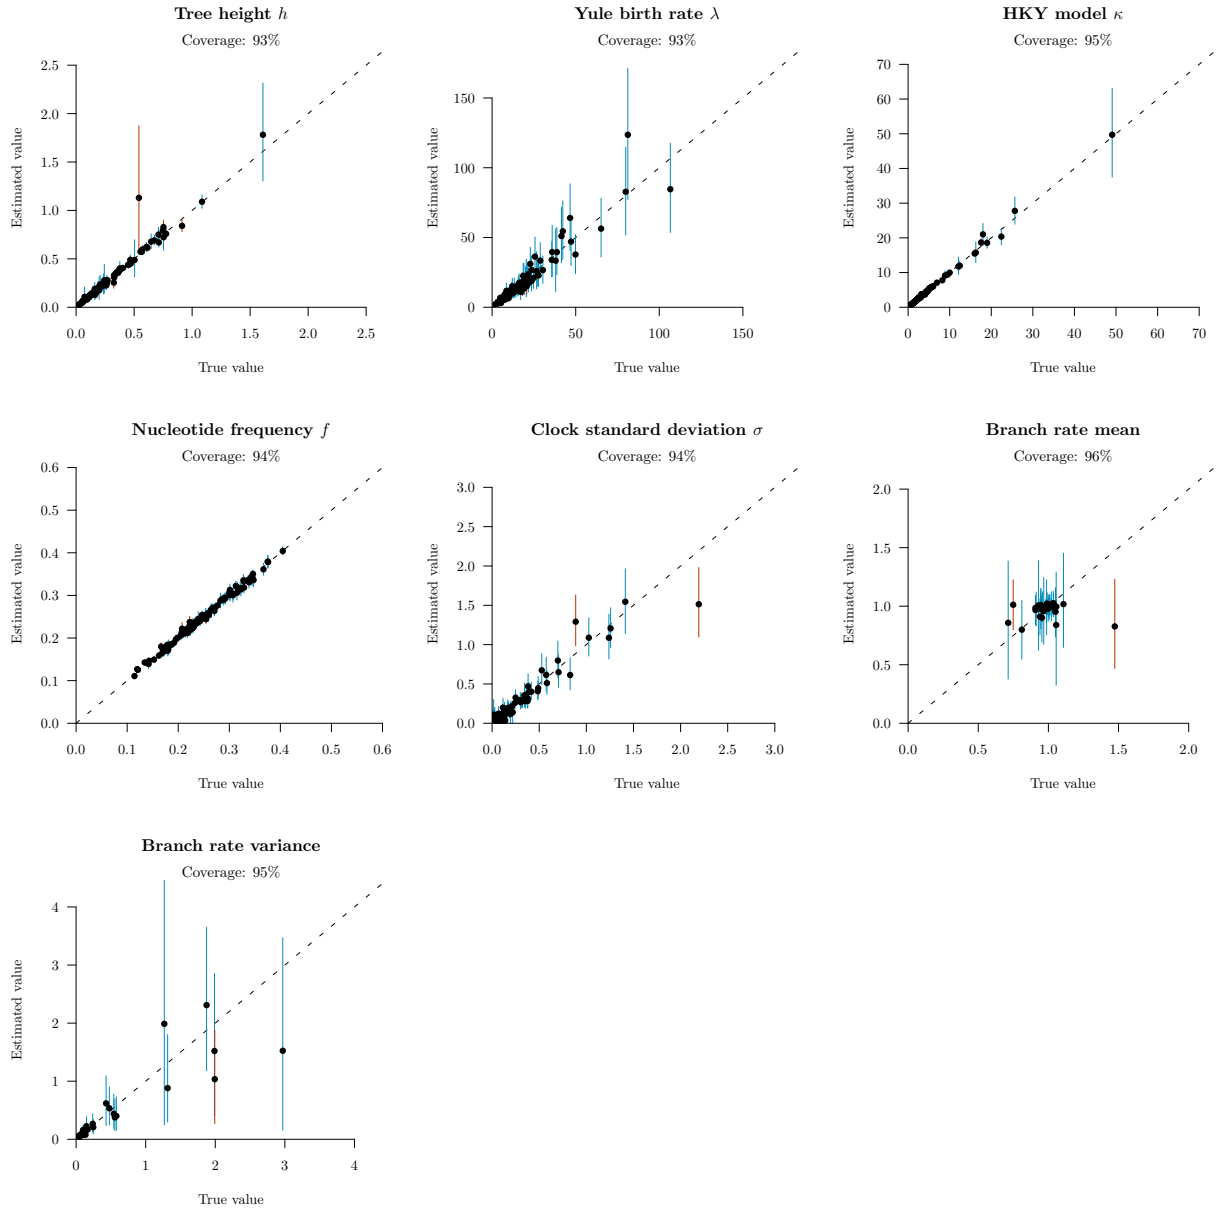 Tree height h
Coverage: 93%
Estimated value
2.5
2.0
1.5
1.0
0.5
0.0
0.0 0.5 1.0 1.5 2.0 2.5
True value
Yule birth rate λ
Coverage: 93%
Estimated value
150
100
50
0
0 50 100 150
True value
HKY model κ
Coverage: 95%
Estimated value
70
60
50
40
30
20
10
0
0 10 20 30 40 50 60 70
True value
Nucleotide frequency f
Coverage: 94%
Estimated value
0.6
0.5
0.4
0.3
0.2
0.1
0.0
0.0 0.1 0.2 0.3 0.4 0.5 0.6
True value
Clock standard deviation σ
Coverage: 94%
Estimated value
3.0
2.5
2.0
1.5
1.0
0.5
0.0
0.0 0.5 1.0 1.5 2.0 2.5 3.0
True value
Branch rate mean
Coverage: 96%
Estimated value
2.0
1.5
1.0
0.5
0.0
0.0 0.5 1.0 1.5 2.0
True value
Branch rate variance
Coverage: 95%
Estimated value
4
3
2
1
0
0 1 2 3 4
True value